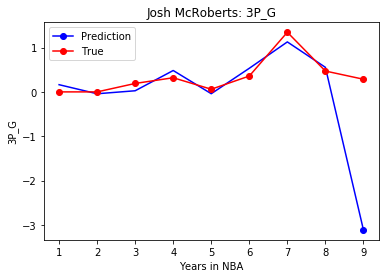 Josh McRoberts: 3P_G
Prediction
True
3P_G
1
0
−1
−2
−3
1 2 3 4 5 6 7 8 9
Years in NBA